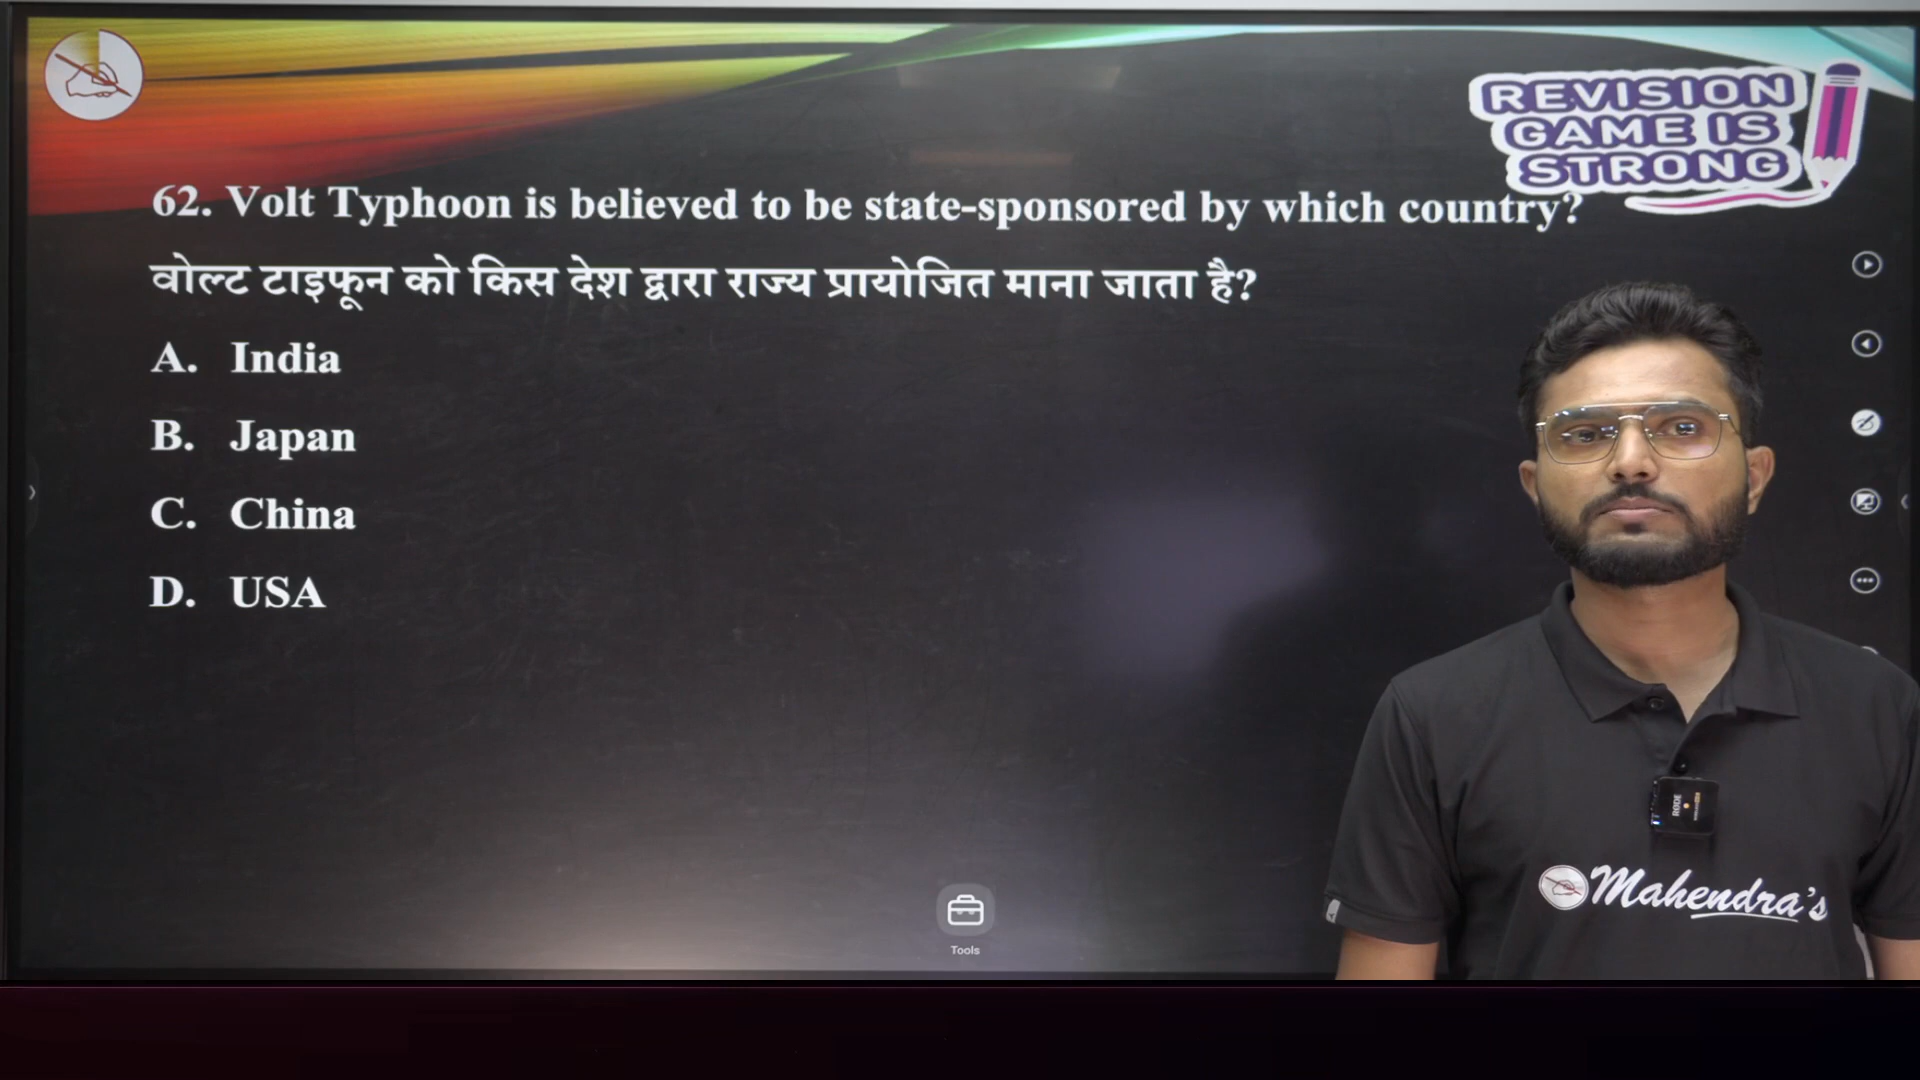 REVISION
GAME IS
STRONG
62. Volt Typhoon is believed to be state-sponsored by which country?
वोल्ट टाइफून को किस देश द्वारा राज्य प्रायोजित माना जाता है?
A. India
B. Japan
C. China
D. USA
RODE
Mahendra's
Tools